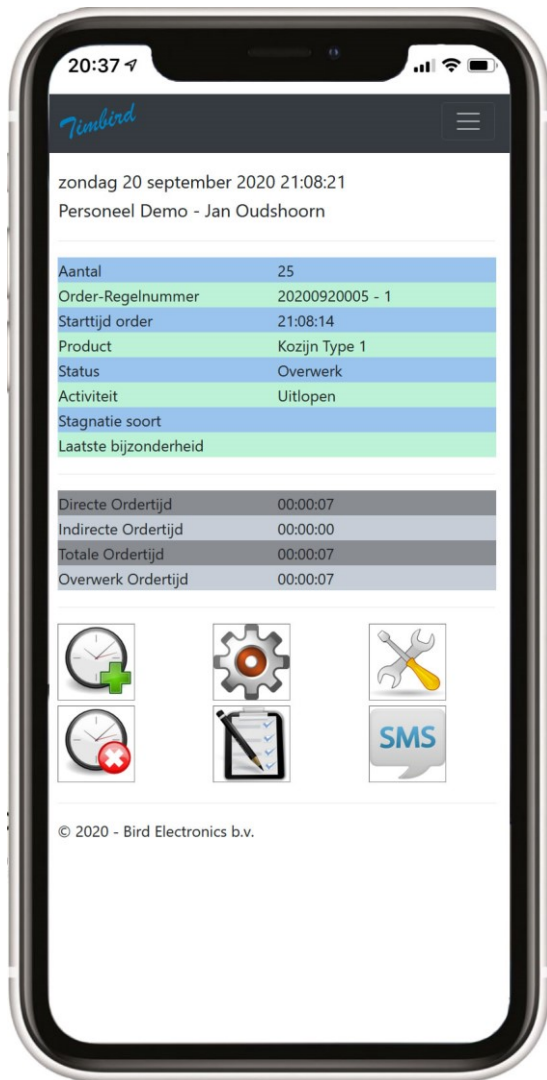 20:37
Timbird
zondag 20 september 2020 21:08:21
Personeel Demo - Jan Oudshoorn
Aantal 25
Order-Regelnummer 20200920005 - 1
Starttijd order 21:08:14
Product Kozijn Type 1
Status Overwerk
Activiteit Uitlopen
Stagnatie soort
Laatste bijzonderheid
Directe Ordertijd 00:00:07
Indirecte Ordertijd 00:00:00
Totale Ordertijd 00:00:07
Overwerk Ordertijd 00:00:07
SMS
© 2020 - Bird Electronics b.v.